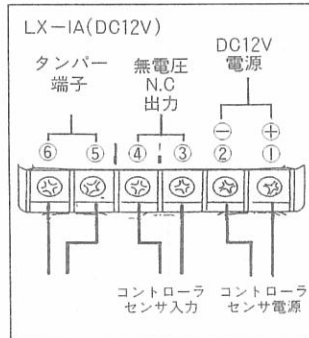 LX-IA(DC12V)
DC12V
電源
タンパー
端子
無電圧
N.C
出力
⊖ ⊕
⑥ ⑤ ④ ③ ② ①
コントローラ
センサ入力
コントローラ
センサ電源